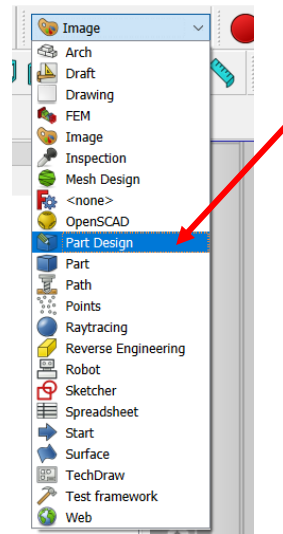 Image
Arch
Draft
Drawing
FEM
Image
Inspection
Mesh Design
<none>
OpenSCAD
Part Design
Part
Path
Points
Raytracing
Reverse Engineering
Robot
Sketcher
Spreadsheet
Start
Surface
TechDraw
Test framework
Web